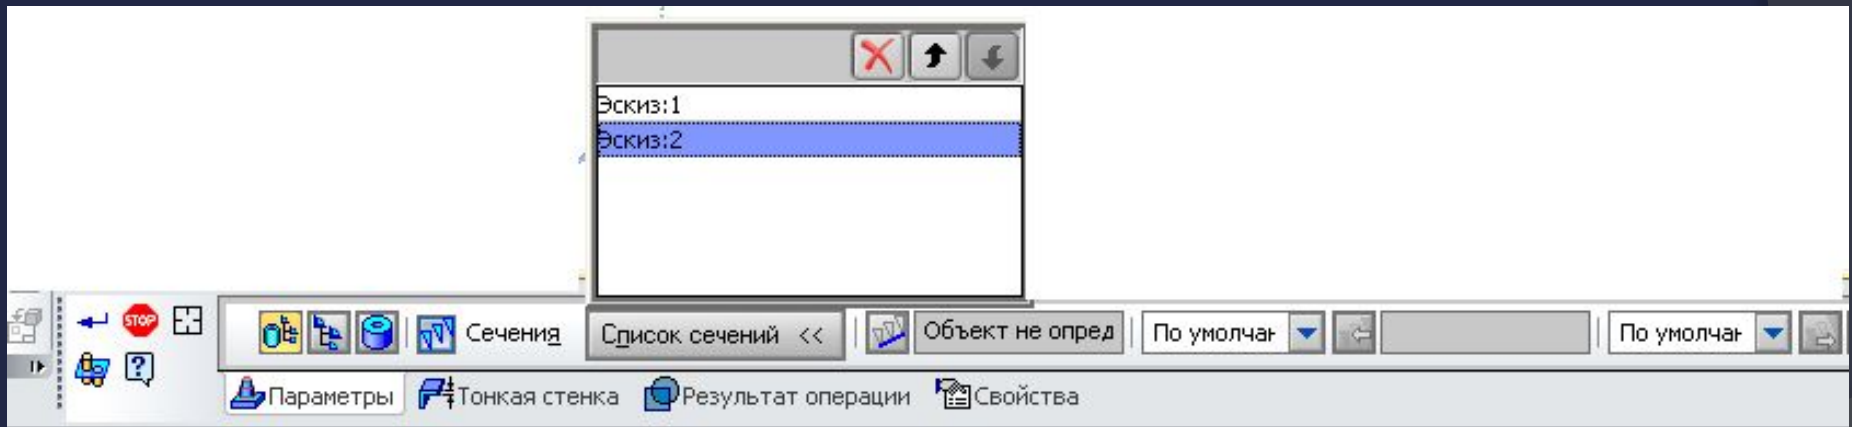 Эскиз:1
Эскиз:2
STOP
Сечения Список сечений << Объект не опред По умолчан По умолчан
Параметры Тонкая стенка Результат операции Свойства